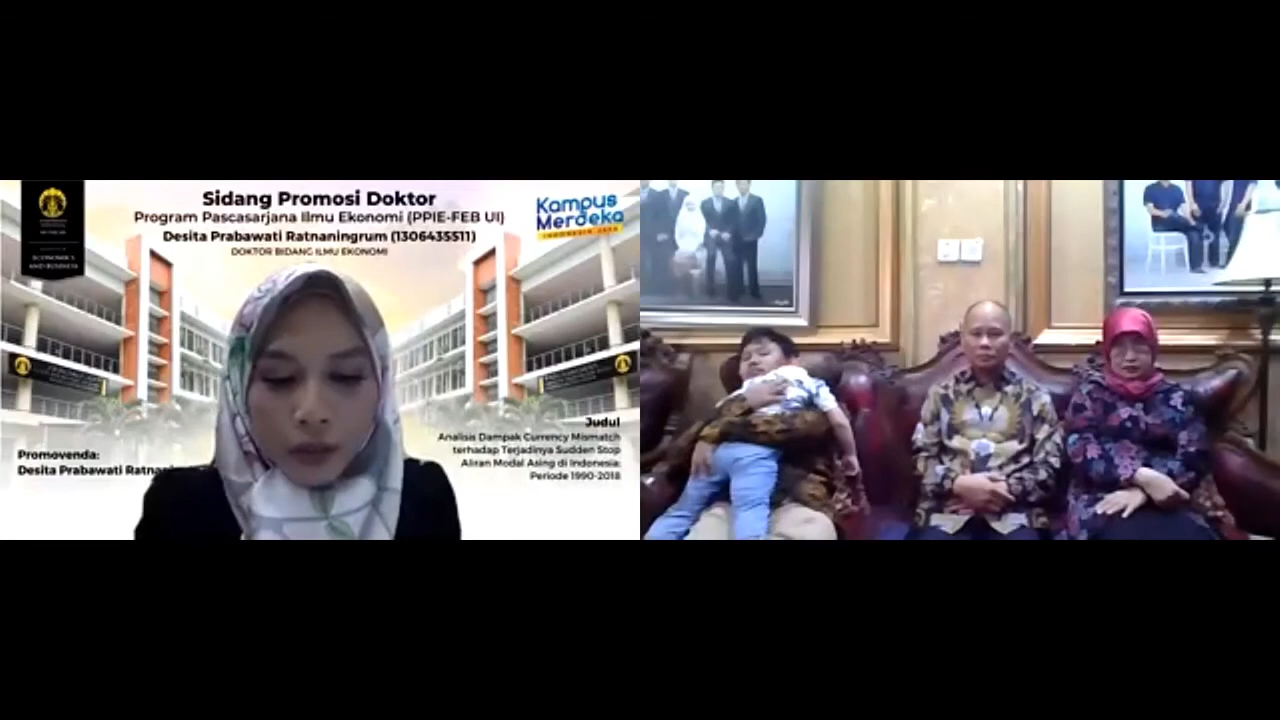 Sidang Promosi Doktor
Program Pascasarjana Ilmu Ekonomi (PPIE-FEB UI)
Desita Prabawati Ratnaningrum (1306435511)
DOKTOR BIDANG ILMU EKONOMI
Kampus
Merdeka
INDONESIA JAYA
ECONOMICS
AND BUSINESS
Judul
Analisis Dampak Currency Mismatch
terhadap Terjadinya Sudden Stop
Aliran Modal Asing di Indonesia:
Periode 1990-2018
Promovenda:
Desita Prabawati